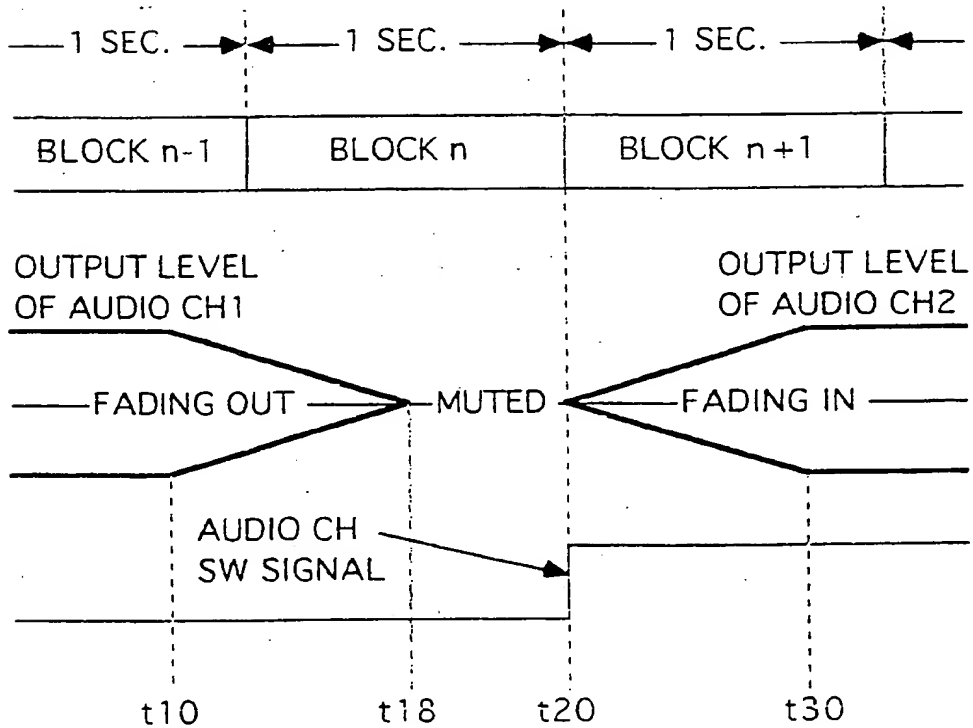 1 SEC. 1 SEC. 1 SEC.
BLOCK n-1 BLOCK n BLOCK n+1
OUTPUT LEVEL
OF AUDIO CH1
OUTPUT LEVEL
OF AUDIO CH2
FADING OUT MUTED FADING IN
AUDIO CH
SW SIGNAL
t10 t18 t20 t30